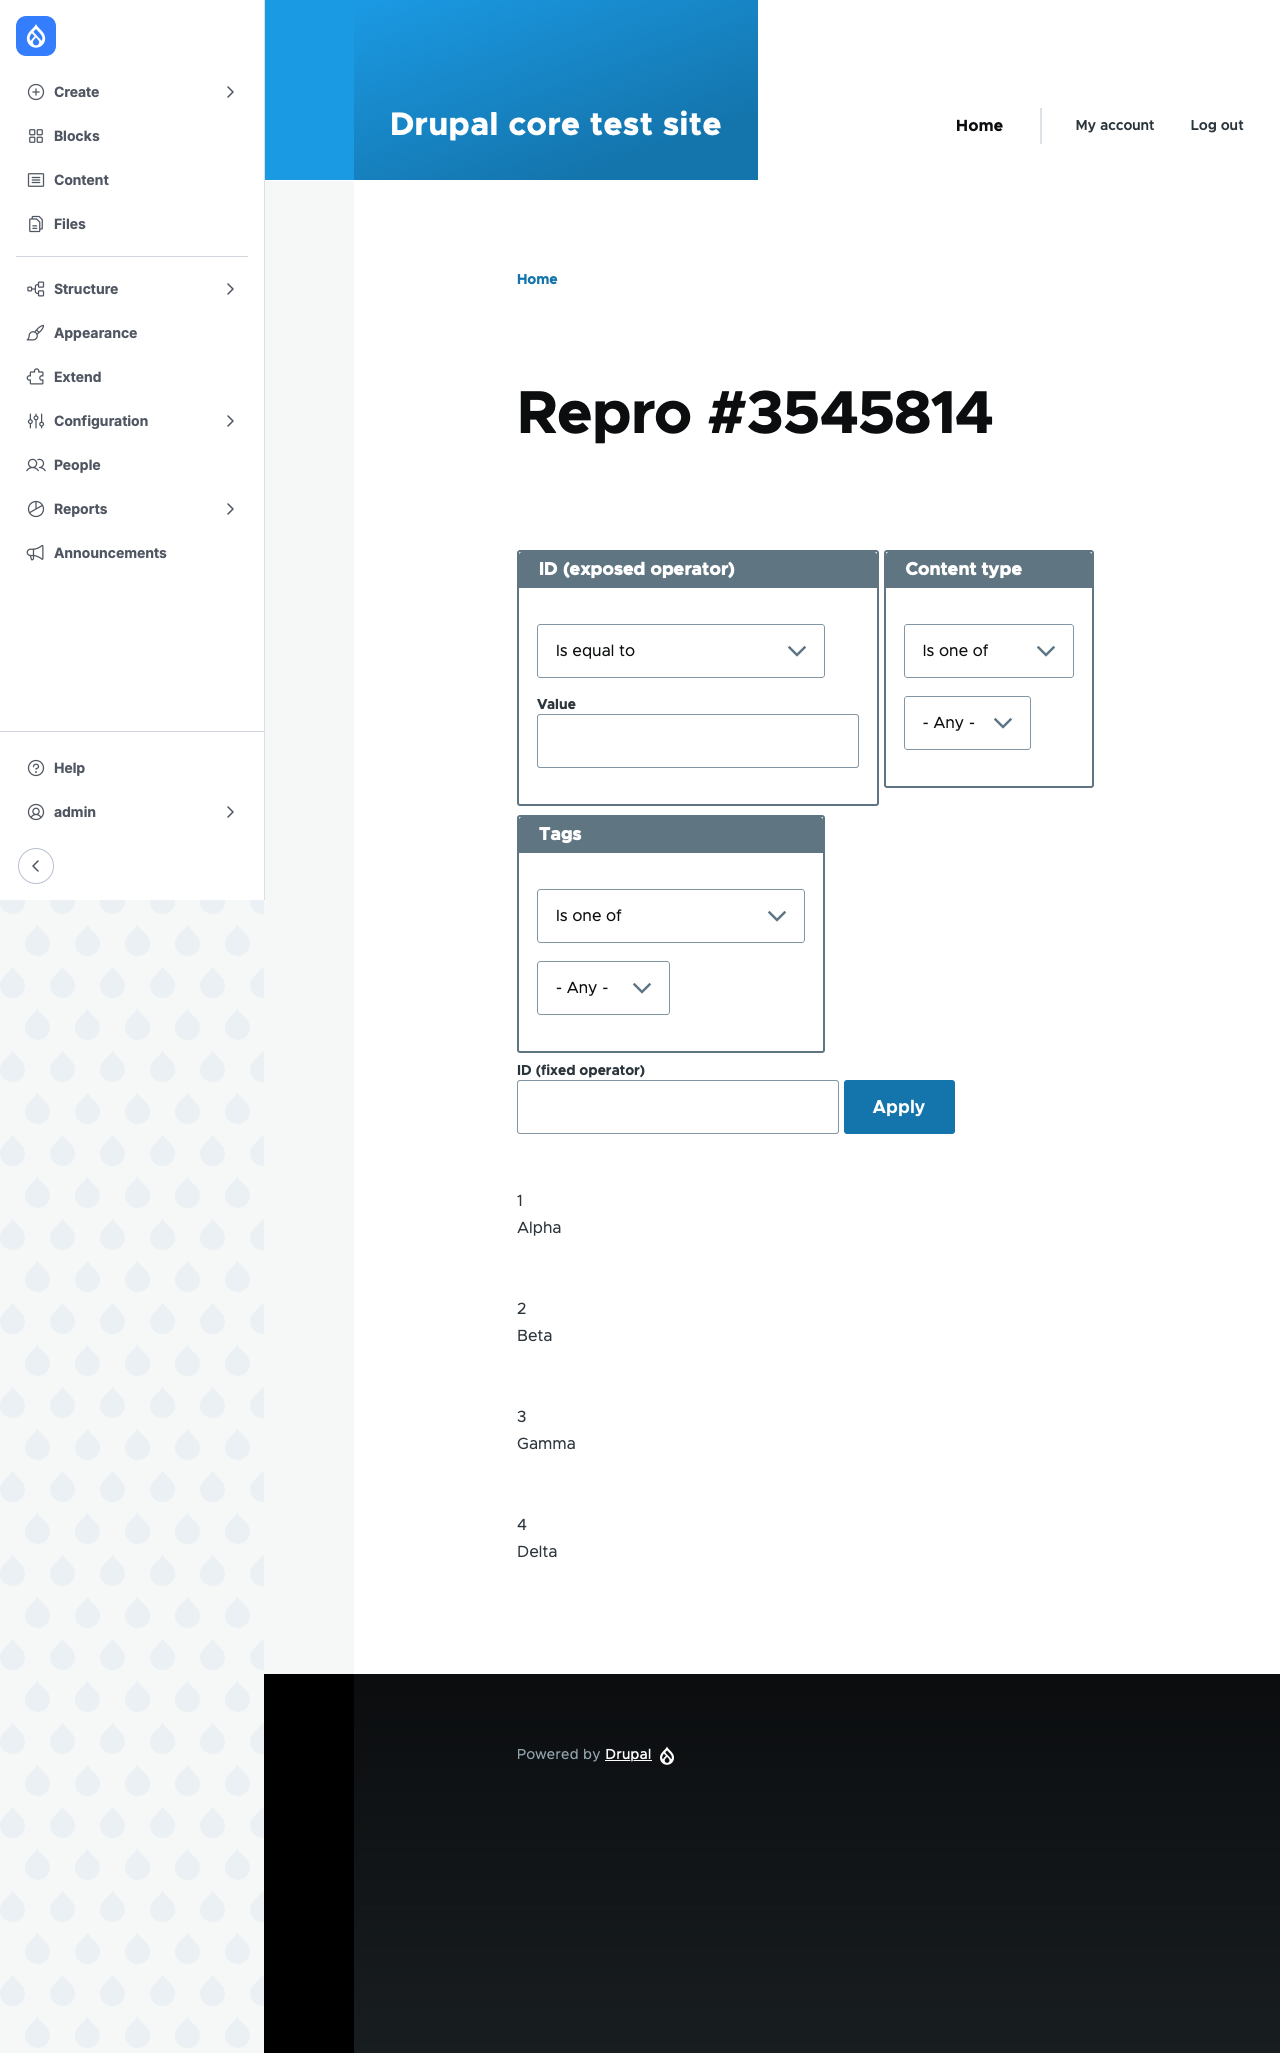 Create
Blocks
Content
Files
Structure
Appearance
Extend
Configuration
People
Reports
Announcements
Help
admin
Drupal core test site
Home
My account
Log out
Home
Repro #3545814
ID (exposed operator)
Is equal to
Value
Content type
Is one of
- Any -
Tags
Is one of
- Any -
ID (fixed operator)
Apply
1
Alpha
2
Beta
3
Gamma
4
Delta
Powered by Drupal